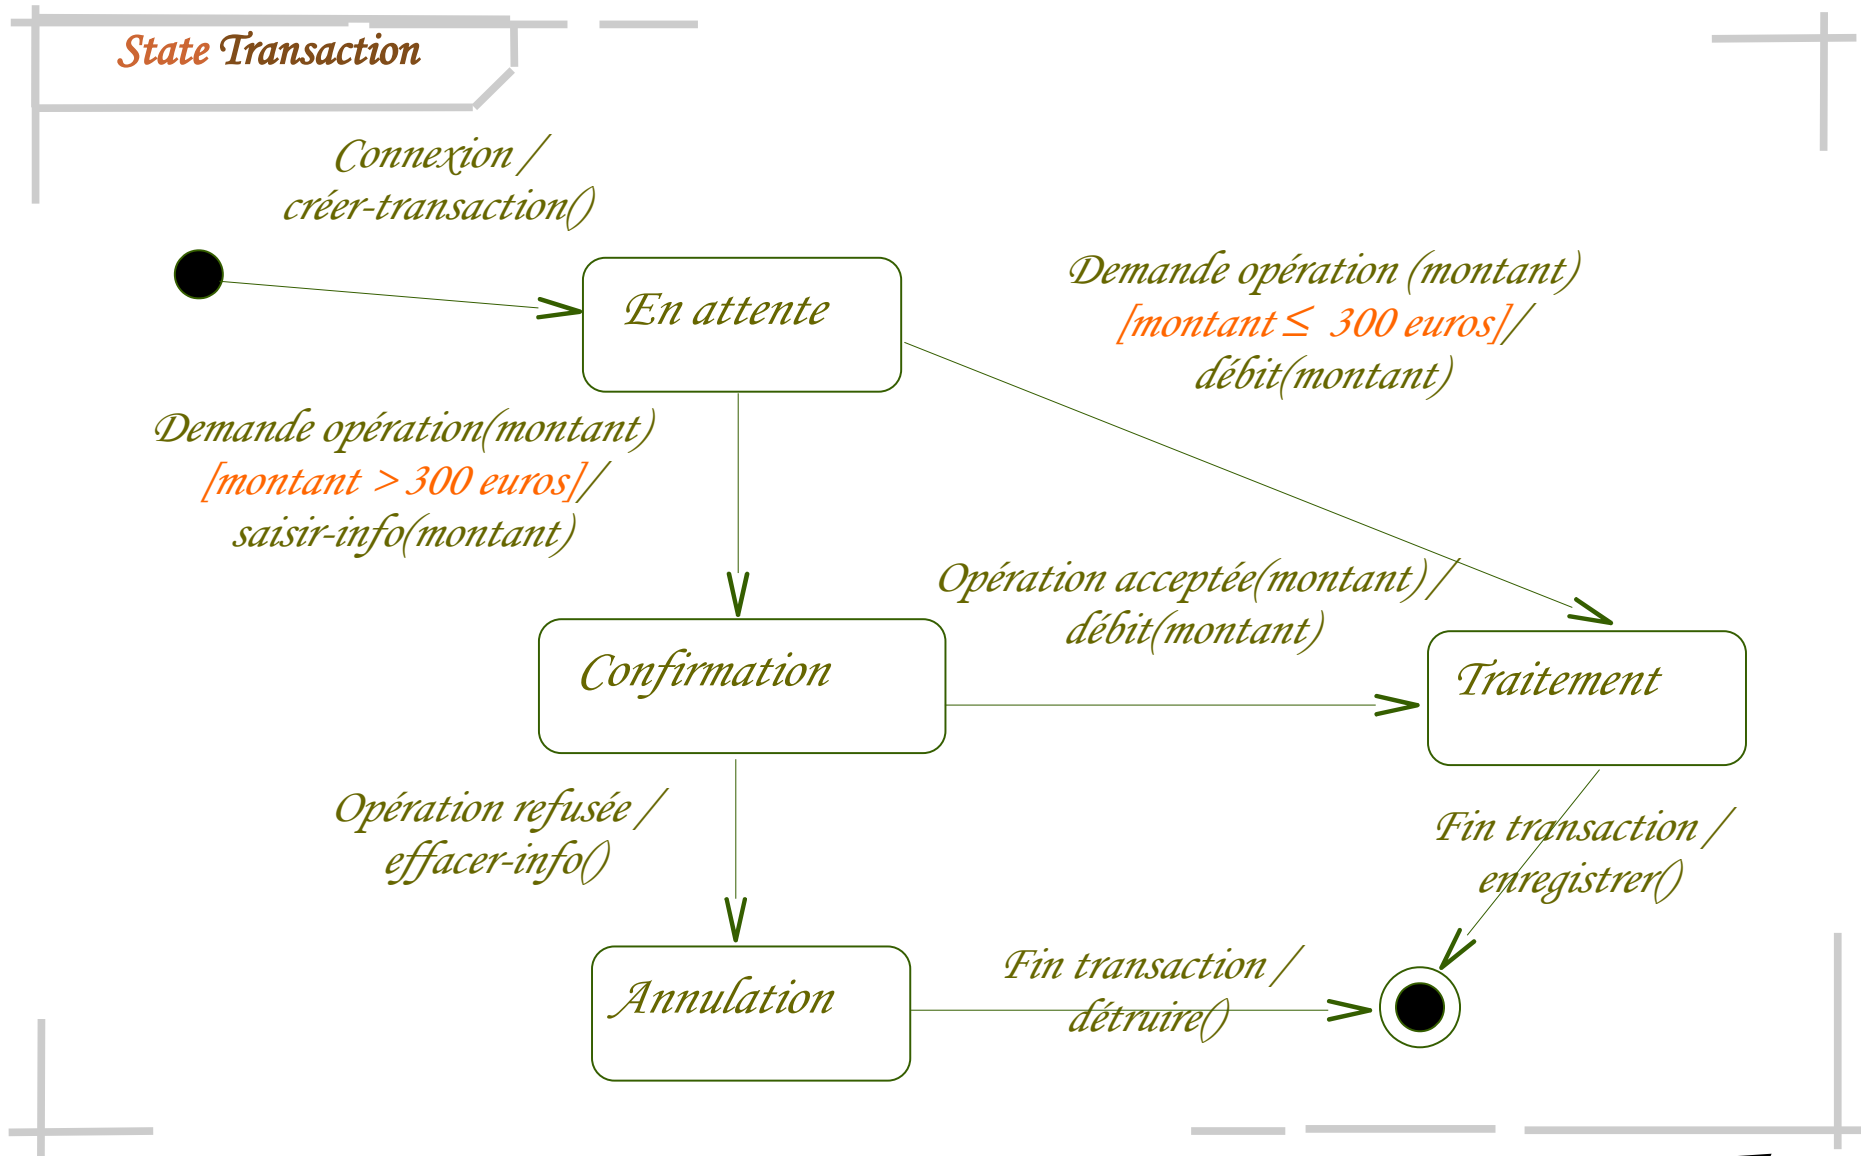 State Transaction
Connexion /
créer-transaction()
En attente
Demande opération (montant)
[montant ≤ 300 euros]/
débit(montant)
Demande opération(montant)
[montant > 300 euros]/
saisir-info(montant)
Opération acceptée(montant) /
débit(montant)
Confirmation
Traitement
Opération refusée /
effacer-info()
Fin transaction /
enregistrer()
Annulation
Fin transaction /
détruire()